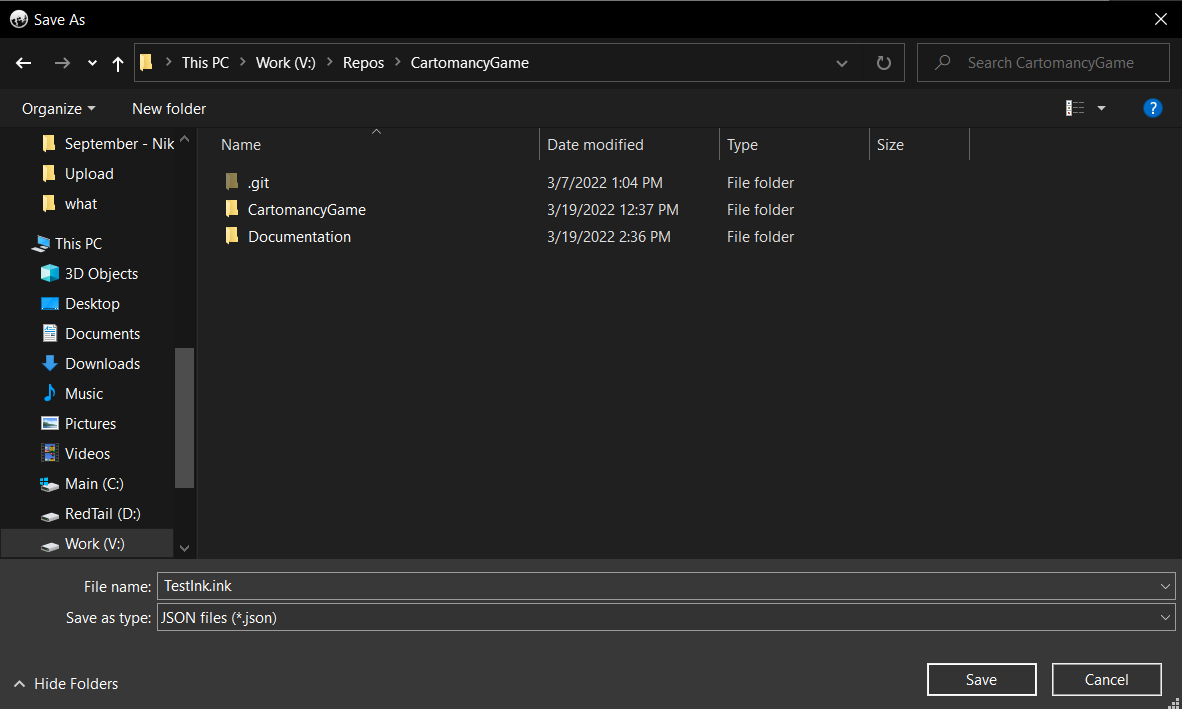 Save As
This PC > Work (V:) > Repos > CartomancyGame
Search CartomancyGame
Organize
New folder
?
September - Nik
Upload
what
This PC
3D Objects
Desktop
Documents
Downloads
Music
Pictures
Videos
Main (C:)
RedTail (D:)
Work (V:)
Name Date modified Type Size
.git 3/7/2022 1:04 PM File folder
CartomancyGame 3/19/2022 12:37 PM File folder
Documentation 3/19/2022 2:36 PM File folder
File name: TestInk.ink
Save as type: JSON files (*.json)
Hide Folders
Save
Cancel